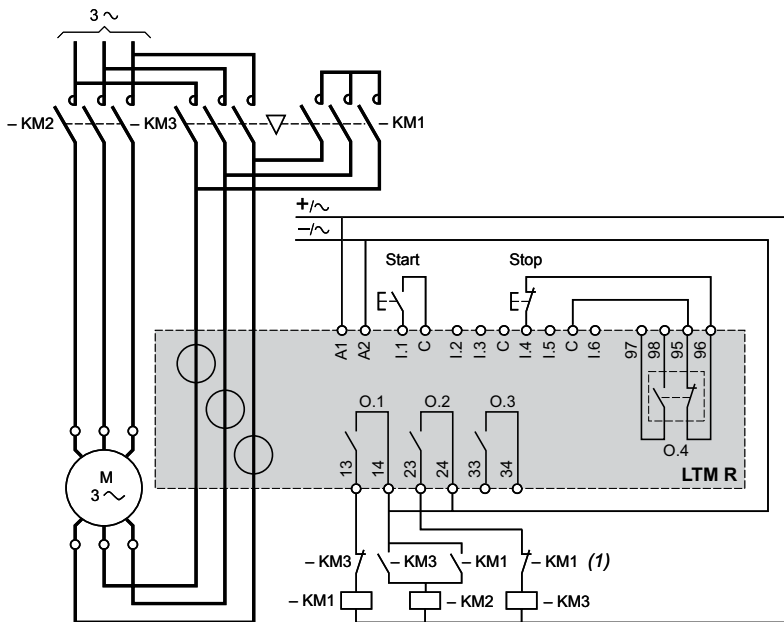 3 ∼
– KM2
– KM3
– KM1
+/∼
–/∼
Start
Stop
A1
A2
I.1
C
I.2
I.3
C
I.4
I.5
C
I.6
97
98
95
96
O.1
O.2
O.3
O.4
13
14
23
24
33
34
LTM R
M
3 ∼
– KM3
– KM3
– KM1
– KM1 (1)
– KM1
– KM2
– KM3